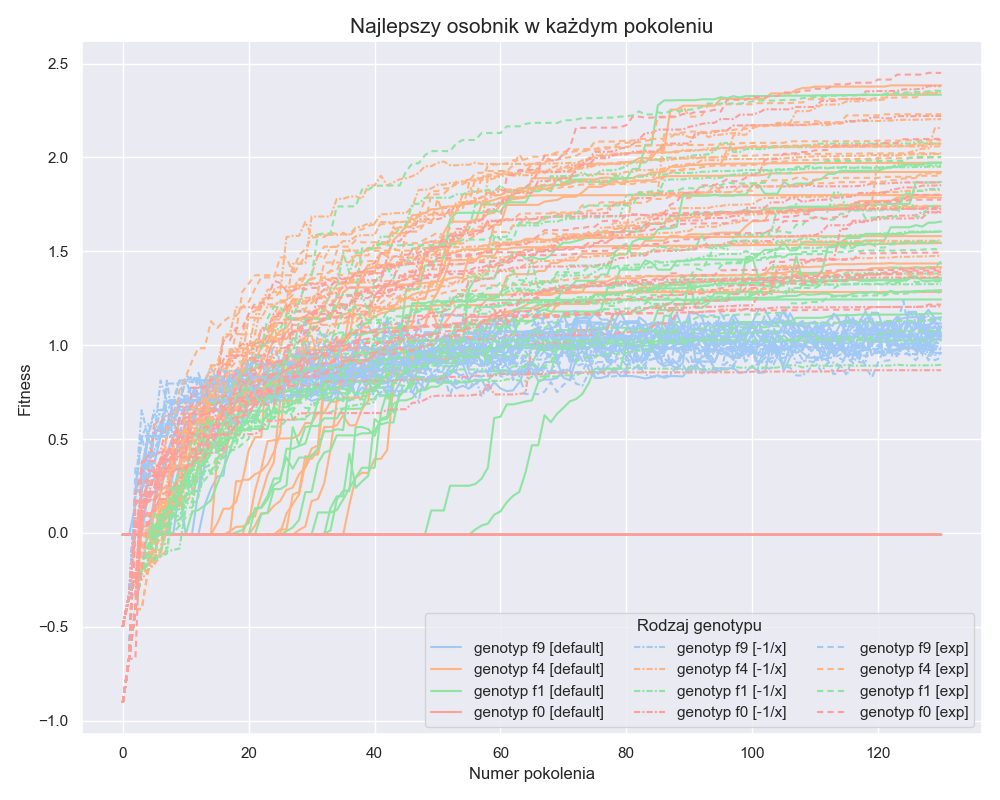 Najlepszy osobnik w każdym pokoleniu
Fitness
2.5
2.0
1.5
1.0
0.5
0.0
−0.5
−1.0
Rodzaj genotypu
genotyp f9 [default] genotyp f9 [-1/x] genotyp f9 [exp]
genotyp f4 [default] genotyp f4 [-1/x] genotyp f4 [exp]
genotyp f1 [default] genotyp f1 [-1/x] genotyp f1 [exp]
genotyp f0 [default] genotyp f0 [-1/x] genotyp f0 [exp]
0 20 40 60 80 100 120
Numer pokolenia